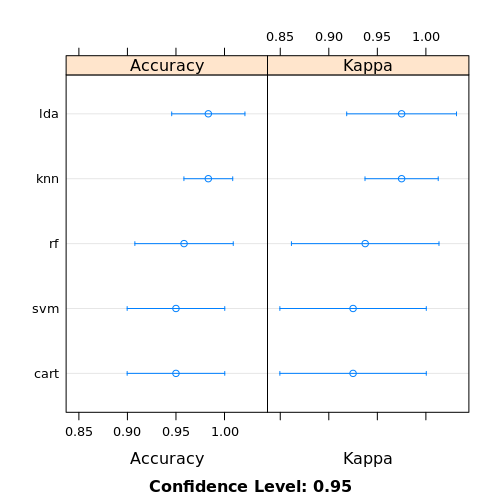 0.85 0.90 0.95 1.00
Accuracy Kappa
lda
knn
rf
svm
cart
0.85 0.90 0.95 1.00
Accuracy Kappa
Confidence Level: 0.95